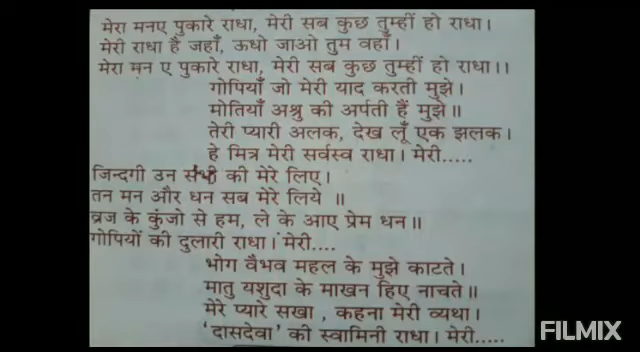 मेरा मनए पुकारे राधा, मेरी सब कुछ तुम्हीं हो राधा।
मेरी राधा है जहाँ, ऊधो जाओ तुम वहाँ।
मेरा मन ए पुकारे राधा, मेरी सब कुछ तुम्हीं हो राधा।।
गोपियाँ जो मेरी याद करती मुझे।
मोतियाँ अश्रु की अर्पती हैं मुझे॥
तेरी प्यारी अलक, देख लूँ एक झलक।
हे मित्र मेरी सर्वस्व राधा। मेरी.....
जिन्दगी उन सभी की मेरे लिए।
तन मन और धन सब मेरे लिये ॥
व्रज के कुंजो से हम, ले के आए प्रेम धन॥
गोपियों की दुलारी राधा। मेरी....
भोग वैभव महल के मुझे काटते।
मातु यशुदा के माखन हिए नाचते॥
मेरे प्यारे सखा , कहना मेरी व्यथा।
'दासदेवा' की स्वामिनी राधा। मेरी.....
FILMIX